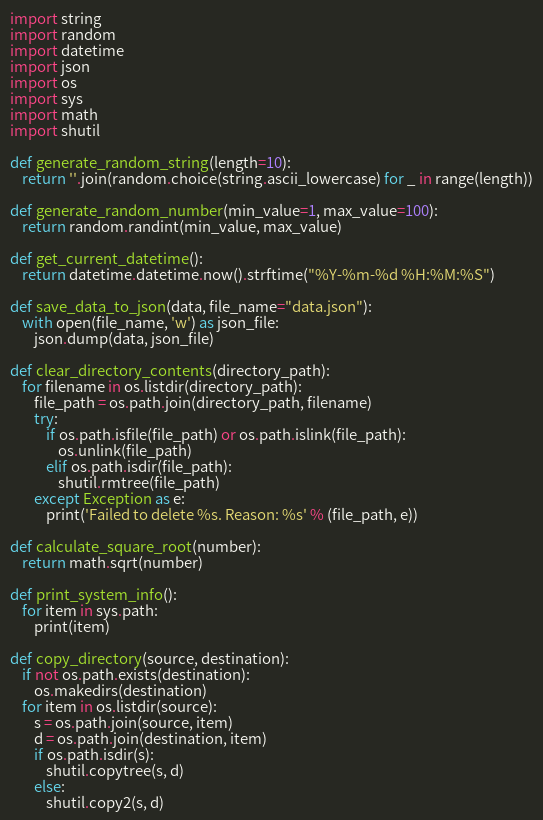 import string
import random
import datetime
import json
import os
import sys
import math
import shutil

def generate_random_string(length=10):
    return ''.join(random.choice(string.ascii_lowercase) for _ in range(length))

def generate_random_number(min_value=1, max_value=100):
    return random.randint(min_value, max_value)

def get_current_datetime():
    return datetime.datetime.now().strftime("%Y-%m-%d %H:%M:%S")

def save_data_to_json(data, file_name="data.json"):
    with open(file_name, 'w') as json_file:
        json.dump(data, json_file)

def clear_directory_contents(directory_path):
    for filename in os.listdir(directory_path):
        file_path = os.path.join(directory_path, filename)
        try:
            if os.path.isfile(file_path) or os.path.islink(file_path):
                os.unlink(file_path)
            elif os.path.isdir(file_path):
                shutil.rmtree(file_path)
        except Exception as e:
            print('Failed to delete %s. Reason: %s' % (file_path, e))

def calculate_square_root(number):
    return math.sqrt(number)

def print_system_info():
    for item in sys.path:
        print(item)

def copy_directory(source, destination):
    if not os.path.exists(destination):
        os.makedirs(destination)
    for item in os.listdir(source):
        s = os.path.join(source, item)
        d = os.path.join(destination, item)
        if os.path.isdir(s):
            shutil.copytree(s, d)
        else:
            shutil.copy2(s, d)